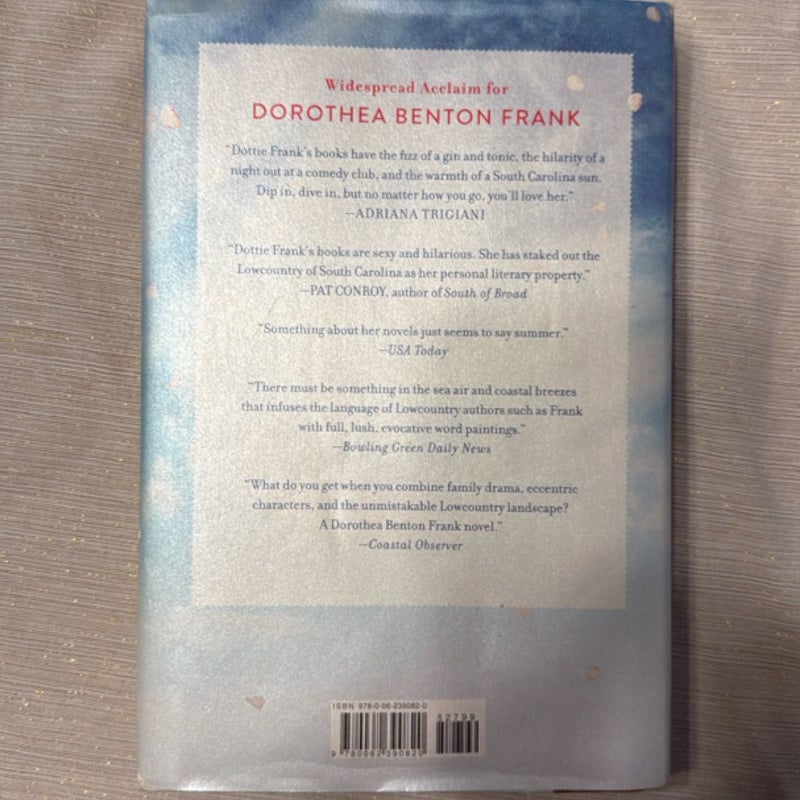 Widespread Acclaim for
DOROTHEA BENTON FRANK
“Dottie Frank’s books have the fizz of a gin and tonic, the hilarity of a
night out at a comedy club, and the warmth of a South Carolina sun.
Dip in, dive in, but no matter how you go, you’ll love her.”
—ADRIANA TRIGIANI
“Dottie Frank’s books are sexy and hilarious. She has staked out the
Lowcountry of South Carolina as her personal literary property.”
—PAT CONROY, author of South of Broad
“Something about her novels just seems to say summer.”
—USA Today
“There must be something in the sea air and coastal breezes
that infuses the language of Lowcountry authors such as Frank
with full, lush, evocative word paintings.”
—Bowling Green Daily News
“What do you get when you combine family drama, eccentric
characters, and the unmistakable Lowcountry landscape?
A Dorothea Benton Frank novel.”
—Coastal Observer
ISBN 978-0-06-239082-0
52799
9 780062 390820